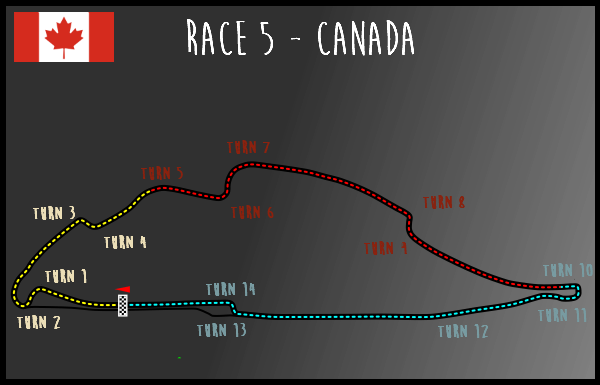 RACE 5 - CANADA
TURN 7
TURN 5
TURN 8
TURN 3
TURN 6
TURN 4
TURN 9
TURN 10
TURN 1
TURN 14
TURN 11
TURN 2
TURN 13
TURN 12